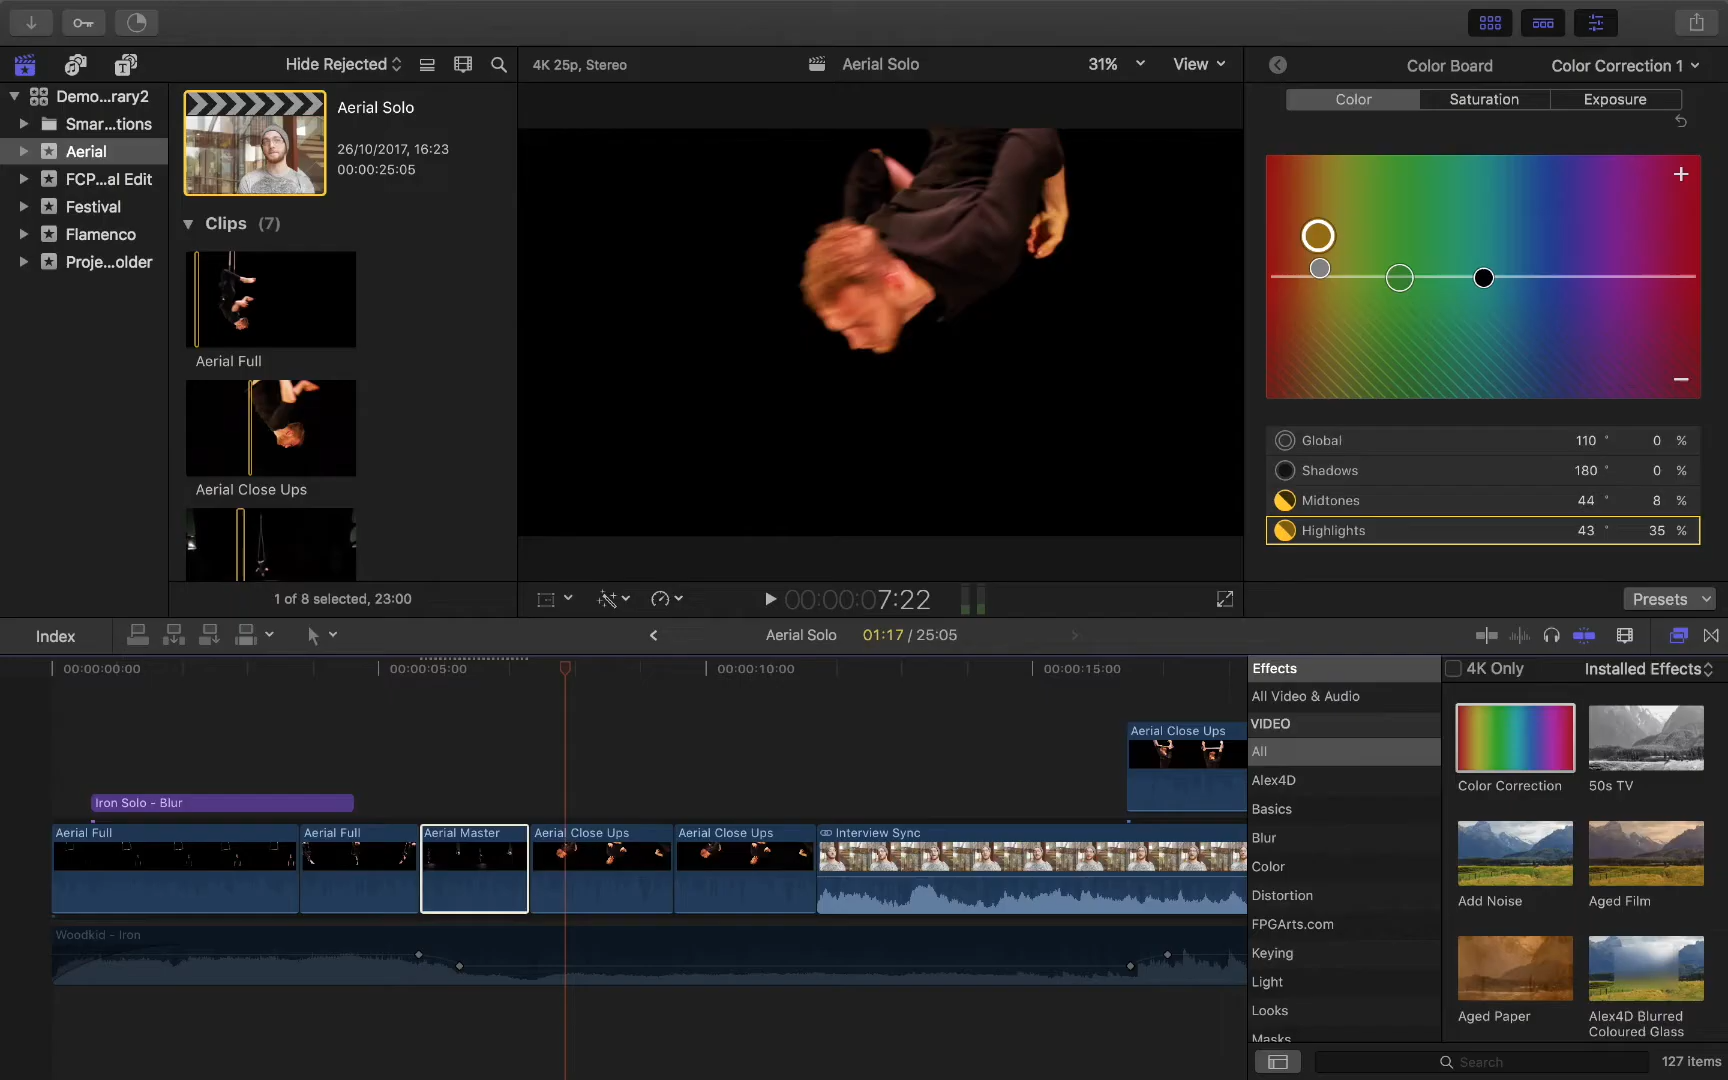 Hide Rejected
4K 25p, Stereo
Aerial Solo
31%
View
Color Board
Color Correction 1
Color
Saturation
Exposure
Demo...rary2
Smar...tions
Aerial
FCP...al Edit
Festival
Flamenco
Proje...older
Aerial Solo
26/10/2017, 16:23
00:00:25:05
Clips (7)
Aerial Full
Aerial Close Ups
1 of 8 selected, 23:00
00:00:07:22
+
−
Global 110 ° 0 %
Shadows 180 ° 0 %
Midtones 44 ° 8 %
Highlights 43 ° 35 %
Presets
Index
Aerial Solo
01:17 / 25:05
00:00:00:00
00:00:05:00
00:00:10:00
00:00:15:00
Aerial Close Ups
Iron Solo - Blur
Aerial Full
Aerial Full
Aerial Master
Aerial Close Ups
Aerial Close Ups
Interview Sync
Woodkid - Iron
Effects
All Video & Audio
VIDEO
All
Alex4D
Basics
Blur
Color
Distortion
FPGArts.com
Keying
Light
Looks
Masks
4K Only
Installed Effects
Color Correction
50s TV
Add Noise
Aged Film
Aged Paper
Alex4D Blurred
Coloured Glass
Search
127 items